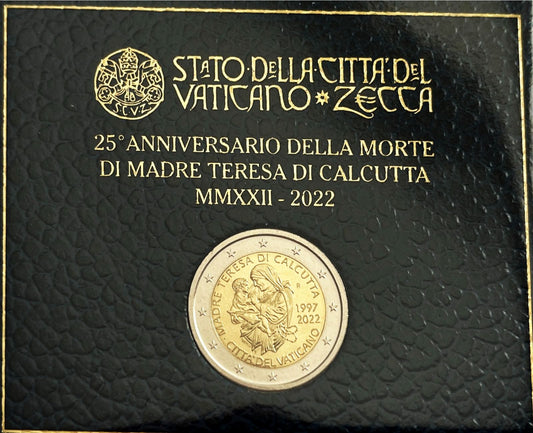 STATO·DELLA·CITTÀ·DEL
VATICANO * ZECCA
SCVZ
25° ANNIVERSARIO DELLA MORTE
DI MADRE TERESA DI CALCUTTA
MMXXII - 2022
MADRE TERESA DI CALCUTTA
R
1997
2022
CITTÀ DEL VATICANO